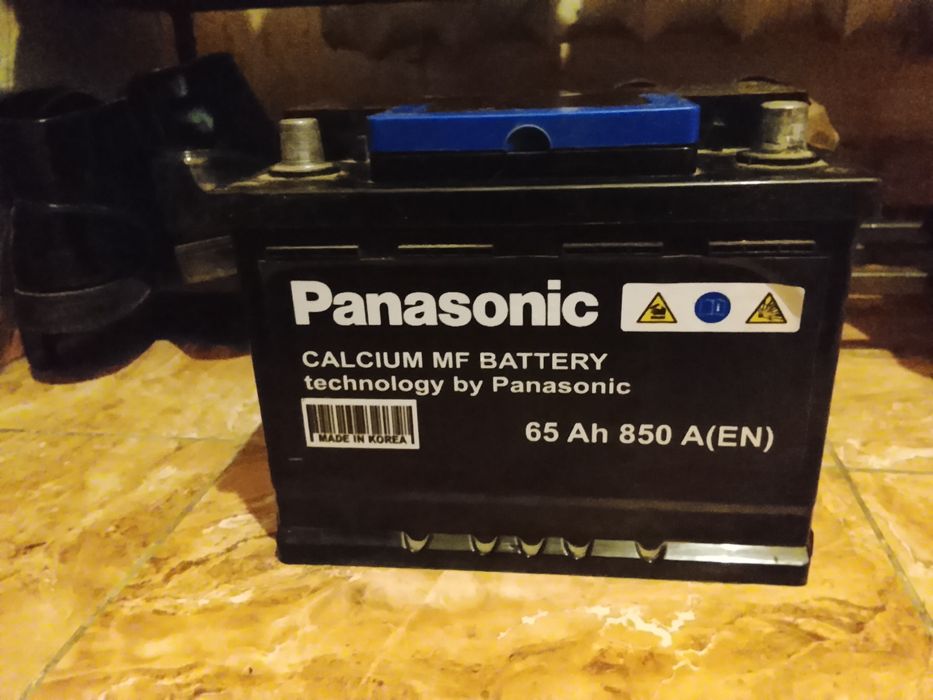 Panasonic
CALCIUM MF BATTERY
technology by Panasonic
MADE IN KOREA
65 Ah 850 A(EN)